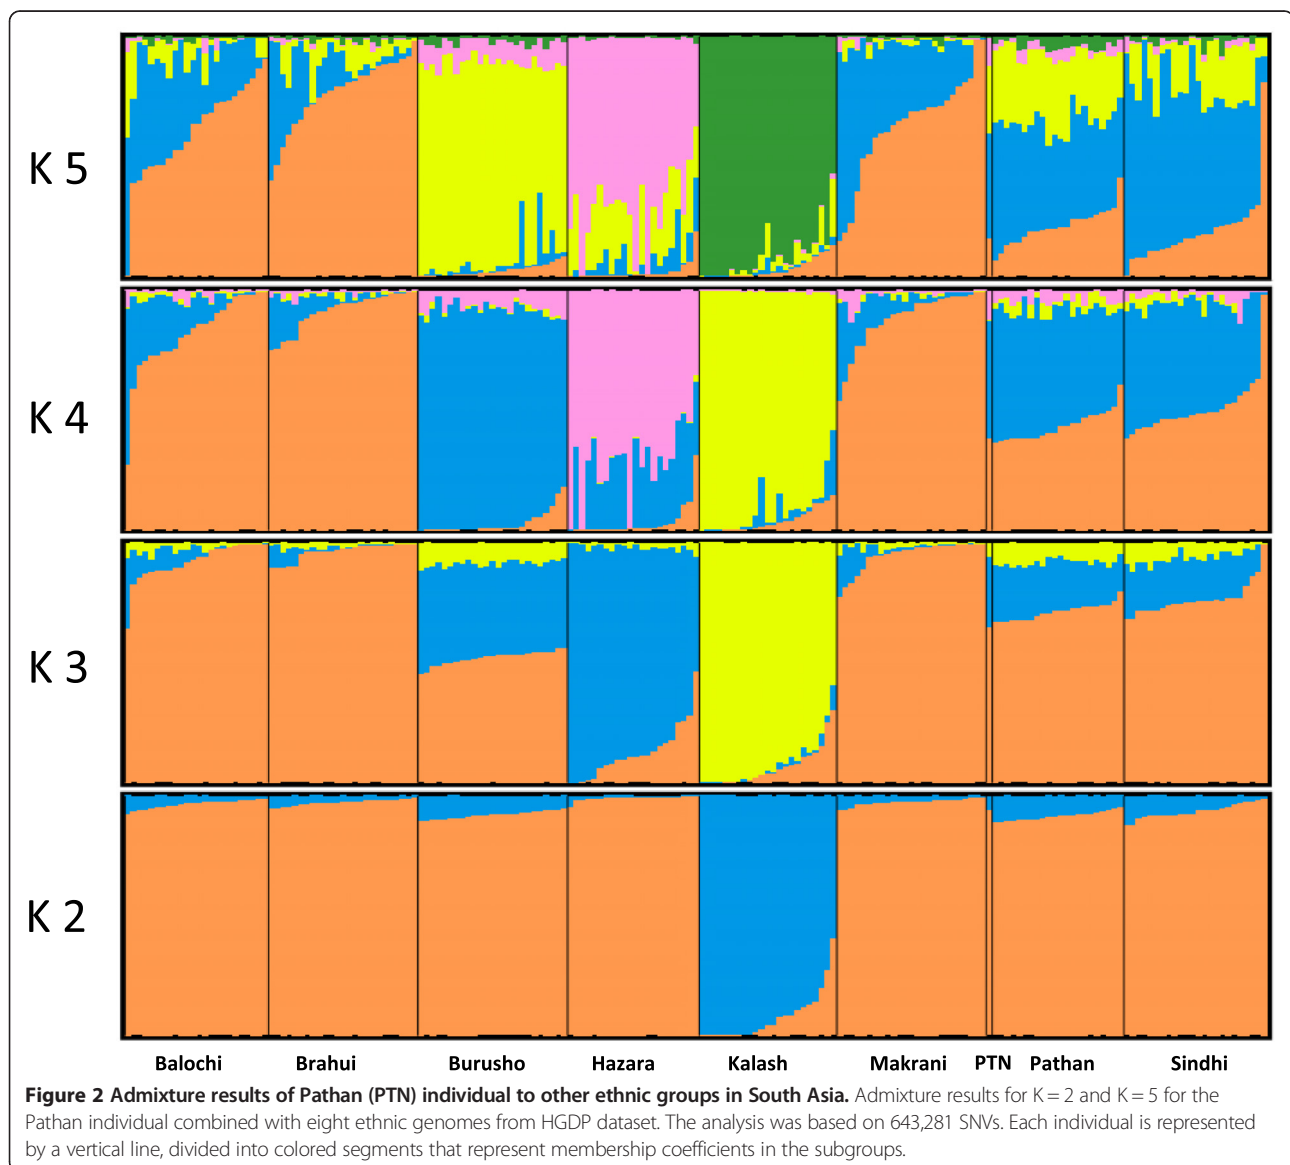 K 5
K 4
K 3
K 2
Balochi Brahui Burusho Hazara Kalash Makrani PTN Pathan Sindhi
Figure 2 Admixture results of Pathan (PTN) individual to other ethnic groups in South Asia. Admixture results for K = 2 and K = 5 for the
Pathan individual combined with eight ethnic genomes from HGDP dataset. The analysis was based on 643,281 SNVs. Each individual is represented
by a vertical line, divided into colored segments that represent membership coefficients in the subgroups.